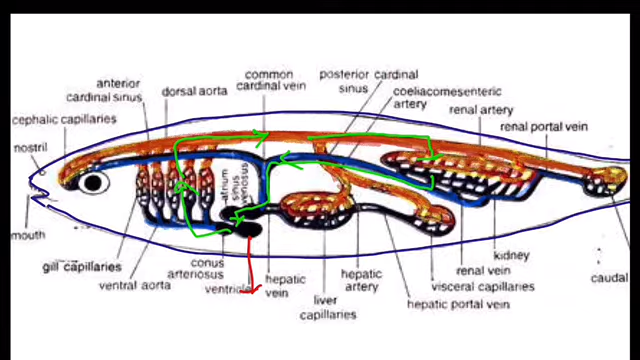 common
cardinal vein
posterior cardinal
sinus
anterior
cardinal sinus
dorsal aorta
coeliacomesenteric
artery
cephalic capillaries
renal artery
renal portal vein
nostril
atrium
sinus
venosus
mouth
gill capillaries
ventral aorta
conus
arteriosus
ventricle
hepatic
vein
liver
capillaries
hepatic
artery
hepatic portal vein
visceral capillaries
renal vein
kidney
caudal